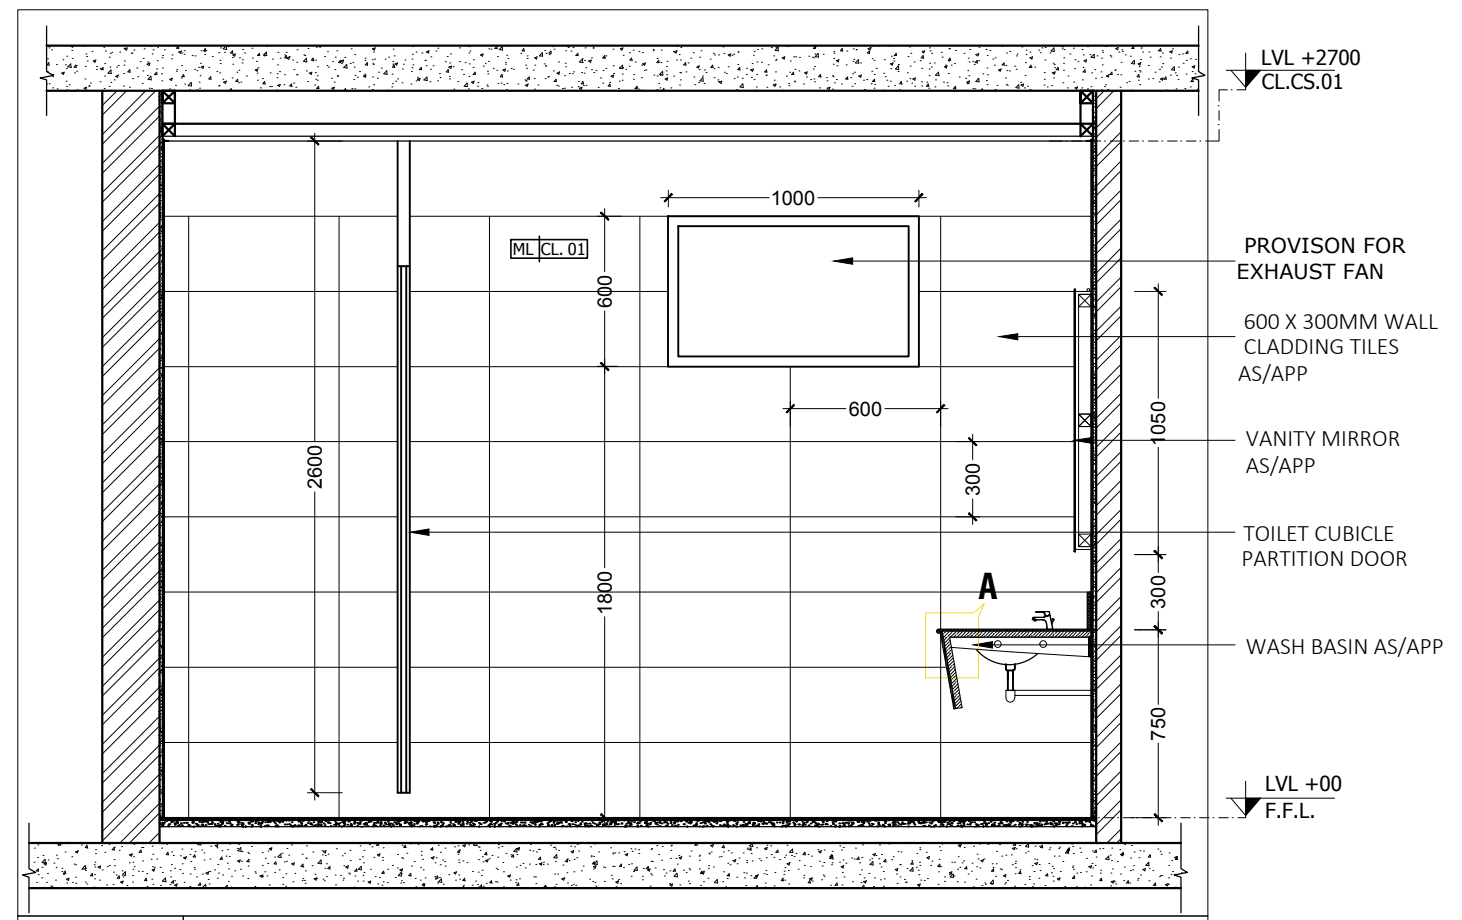 LVL +2700
CL.CS.01
1000
ML CL. 01
PROVISON FOR
EXHAUST FAN
600
600 X 300MM WALL
CLADDING TILES
AS/APP
600
1050
VANITY MIRROR
AS/APP
2600
300
TOILET CUBICLE
PARTITION DOOR
1800
A
300
WASH BASIN AS/APP
750
LVL +00
F.F.L.